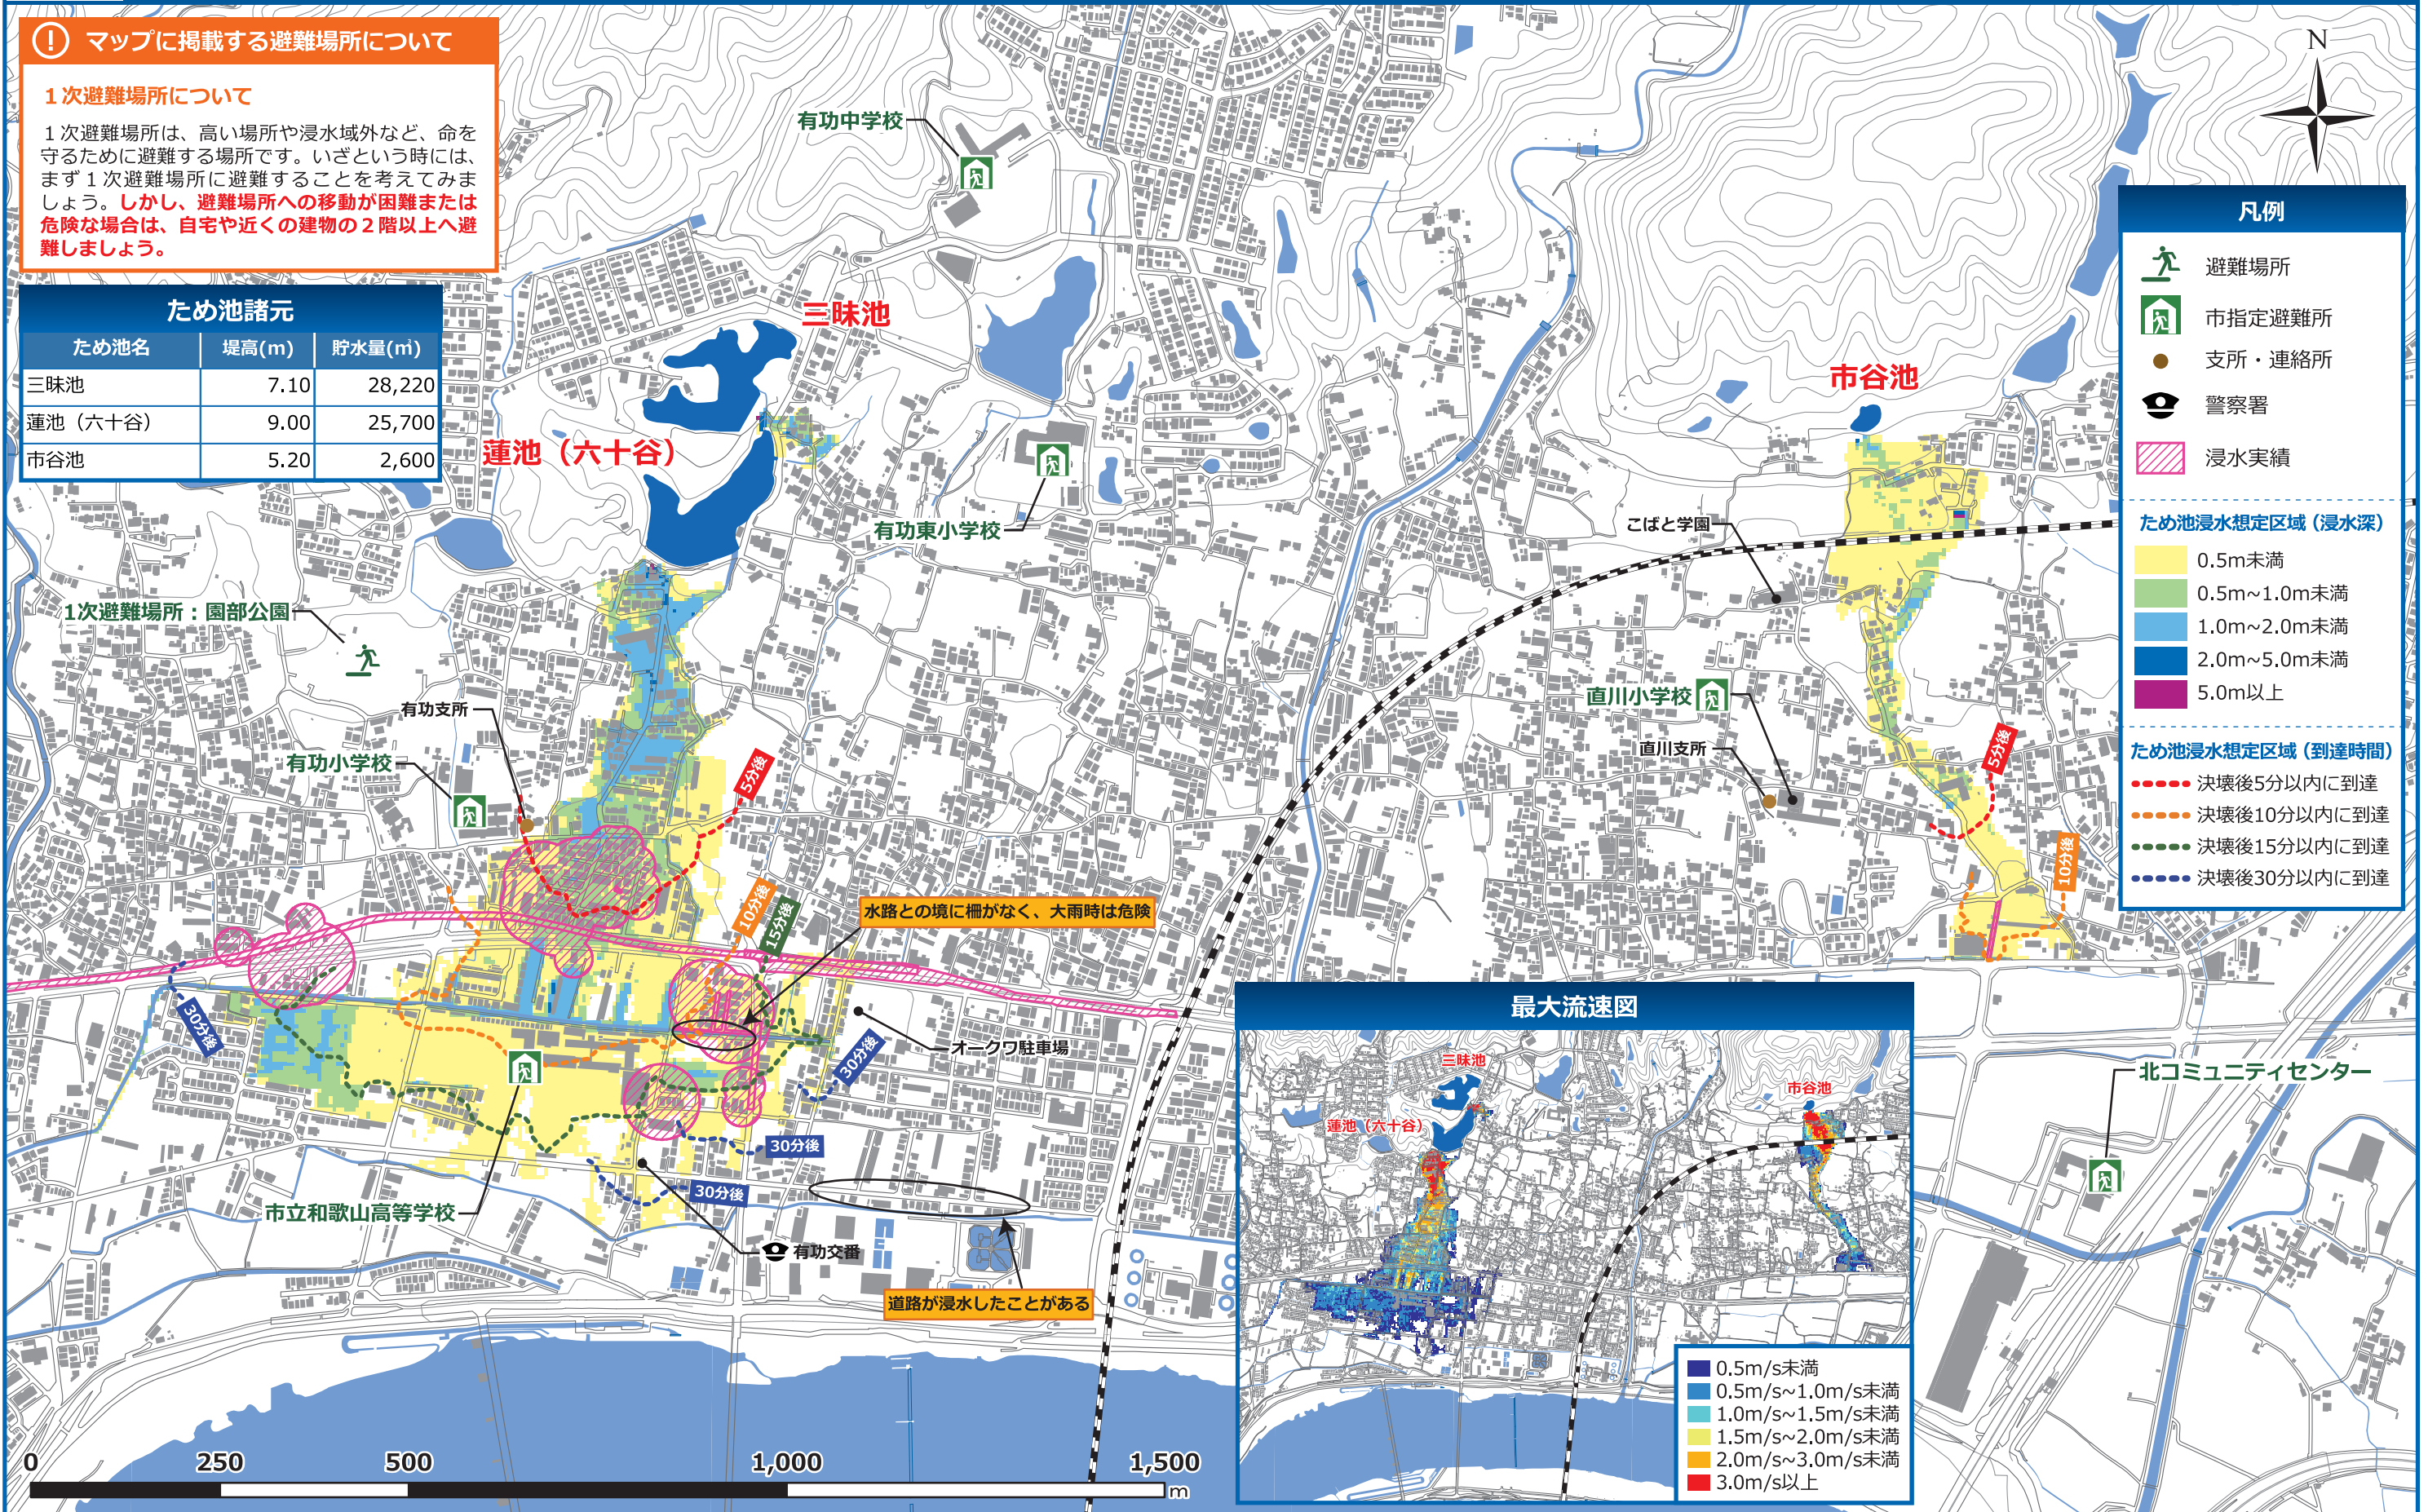 マップに掲載する避難場所について
１次避難場所について
１次避難場所は、高い場所や浸水域外など、命を
守るために避難する場所です。いざという時には、
まず１次避難場所に避難することを考えてみま
しょう。しかし、避難場所への移動が困難または
危険な場合は、自宅や近くの建物の２階以上へ避
難しましょう。
ため池諸元
ため池名 堤高(m) 貯水量(㎥)
三昧池 7.10 28,220
蓮池（六十谷） 9.00 25,700
市谷池 5.20 2,600
有功中学校
三昧池
蓮池（六十谷）
有功東小学校
市谷池
こばと学園
1次避難場所：園部公園
有功支所
有功小学校
直川小学校
直川支所
5分後
5分後
10分後
10分後
15分後
水路との境に柵がなく、大雨時は危険
30分後
オークワ駐車場
30分後
30分後
30分後
市立和歌山高等学校
有功交番
道路が浸水したことがある
北コミュニティセンター
N
凡例
避難場所
市指定避難所
支所・連絡所
警察署
浸水実績
ため池浸水想定区域（浸水深）
0.5m未満
0.5m~1.0m未満
1.0m~2.0m未満
2.0m~5.0m未満
5.0m以上
ため池浸水想定区域（到達時間）
決壊後5分以内に到達
決壊後10分以内に到達
決壊後15分以内に到達
決壊後30分以内に到達
最大流速図
三昧池
蓮池（六十谷）
市谷池
0.5m/s未満
0.5m/s~1.0m/s未満
1.0m/s~1.5m/s未満
1.5m/s~2.0m/s未満
2.0m/s~3.0m/s未満
3.0m/s以上
0 250 500 1,000 1,500
m